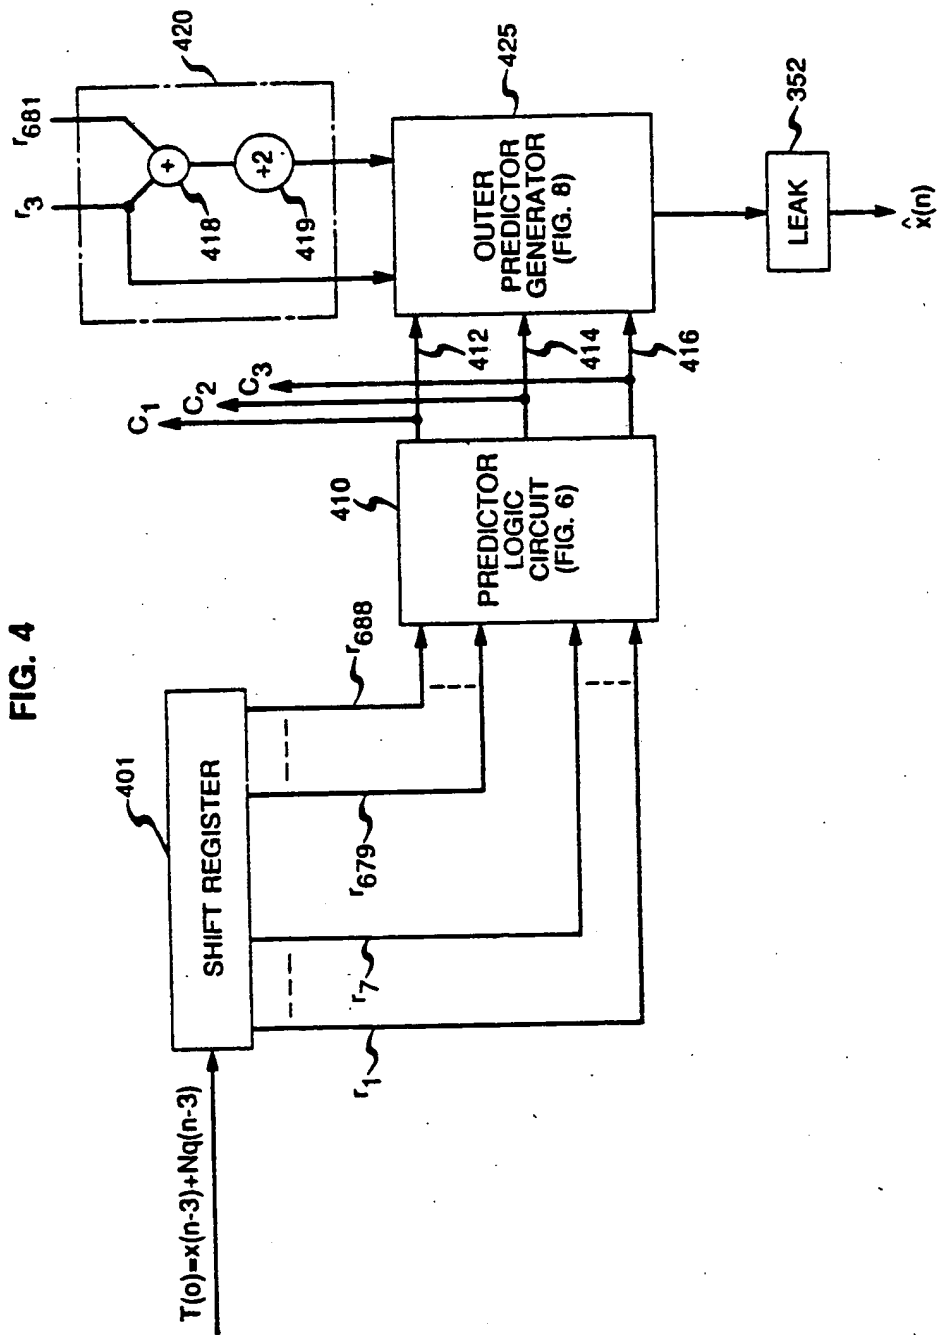 FIG. 4
T(o)=x(n-3)+Nq(n-3)
SHIFT REGISTER
401
r1
r7
r679
r688
410
PREDICTOR
LOGIC
CIRCUIT
(FIG. 6)
C1
C2
C3
412
414
416
r3
r681
+
418
÷2
419
420
OUTER
PREDICTOR
GENERATOR
(FIG. 8)
425
LEAK
352
x̂(n)